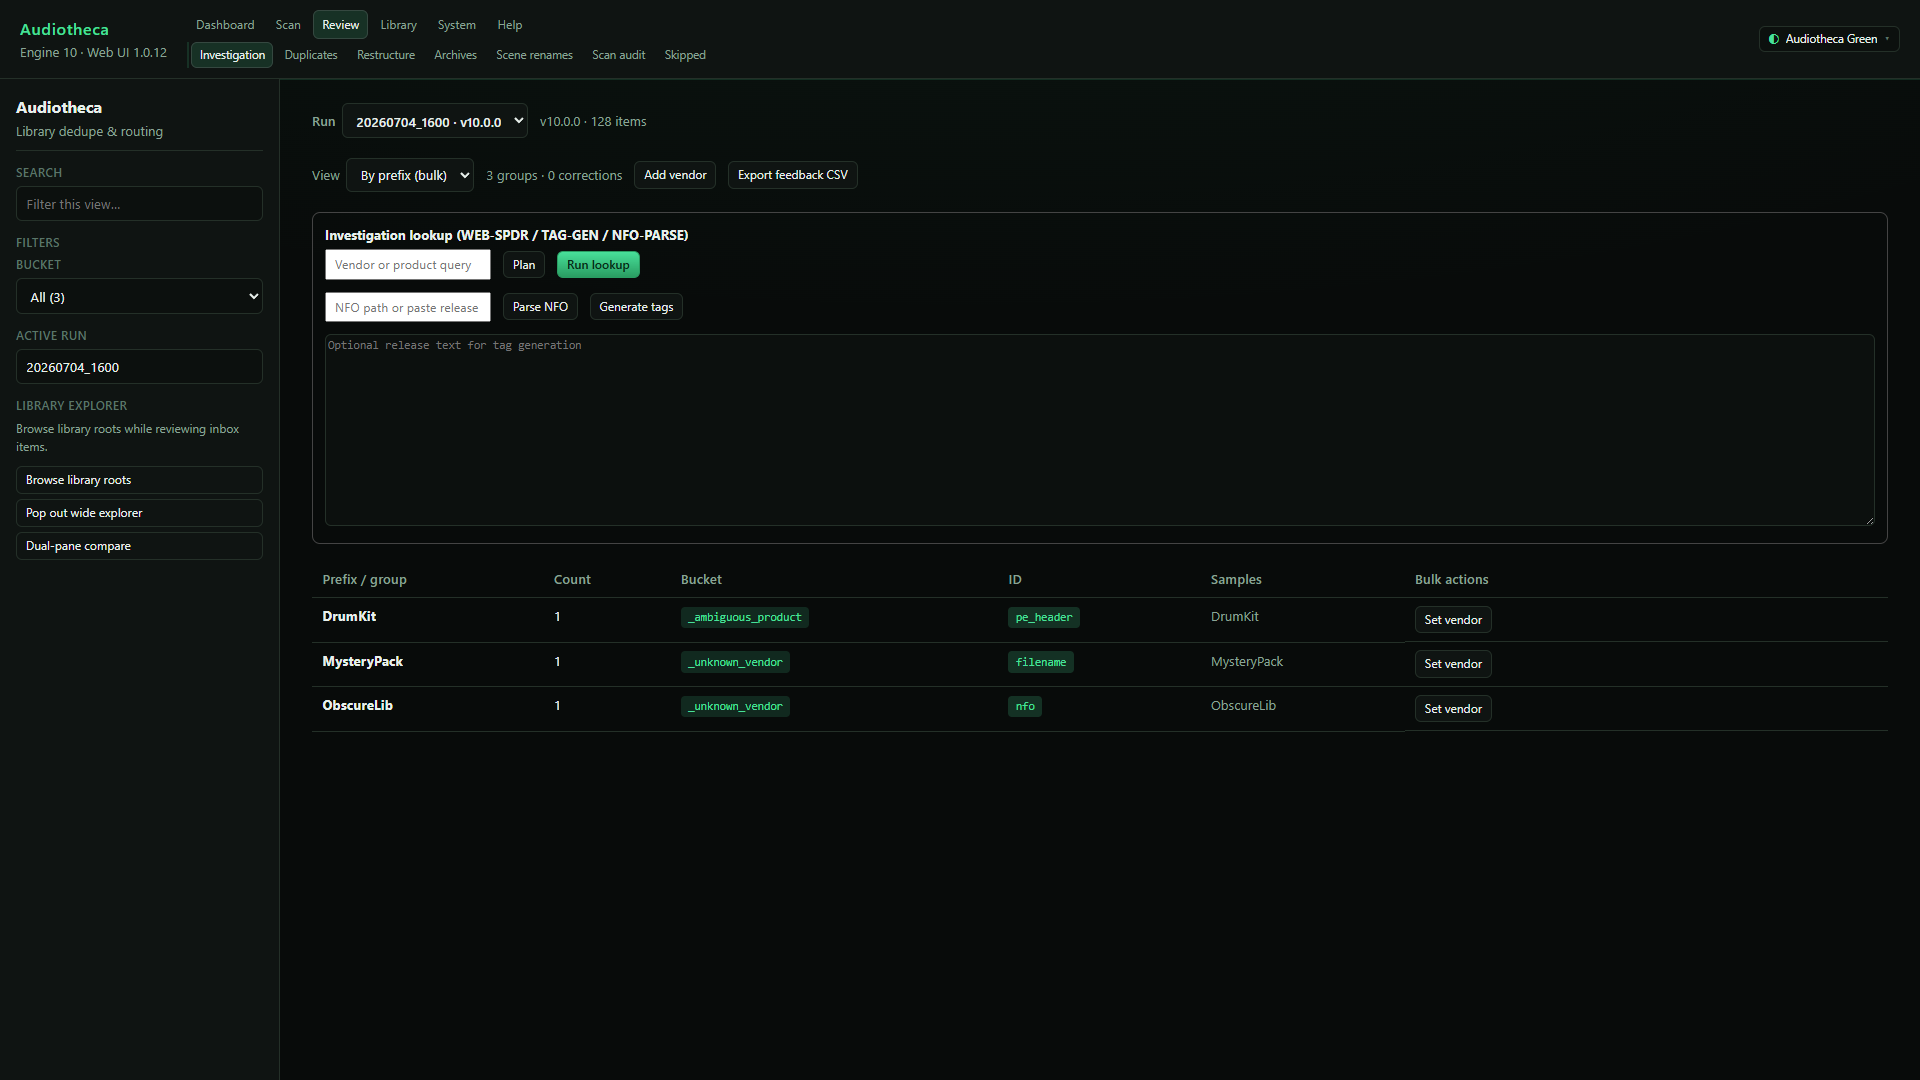 Audiotheca
Engine 10 · Web UI 1.0.12
Dashboard Scan Review Library System Help
Investigation Duplicates Restructure Archives Scene renames Scan audit Skipped
Audiotheca Green
Audiotheca
Library dedupe & routing
SEARCH
Filter this view...
FILTERS
BUCKET
All (3)
ACTIVE RUN
20260704_1600
LIBRARY EXPLORER
Browse library roots while reviewing inbox
items.
Browse library roots
Pop out wide explorer
Dual-pane compare
Run 20260704_1600 · v10.0.0 v10.0.0 · 128 items
View By prefix (bulk) 3 groups · 0 corrections Add vendor Export feedback CSV
Investigation lookup (WEB-SPDR / TAG-GEN / NFO-PARSE)
Vendor or product query Plan Run lookup
NFO path or paste release Parse NFO Generate tags
Optional release text for tag generation
Prefix / group Count Bucket ID Samples Bulk actions
DrumKit 1 _ambiguous_product pe_header DrumKit Set vendor
MysteryPack 1 _unknown_vendor filename MysteryPack Set vendor
ObscureLib 1 _unknown_vendor nfo ObscureLib Set vendor